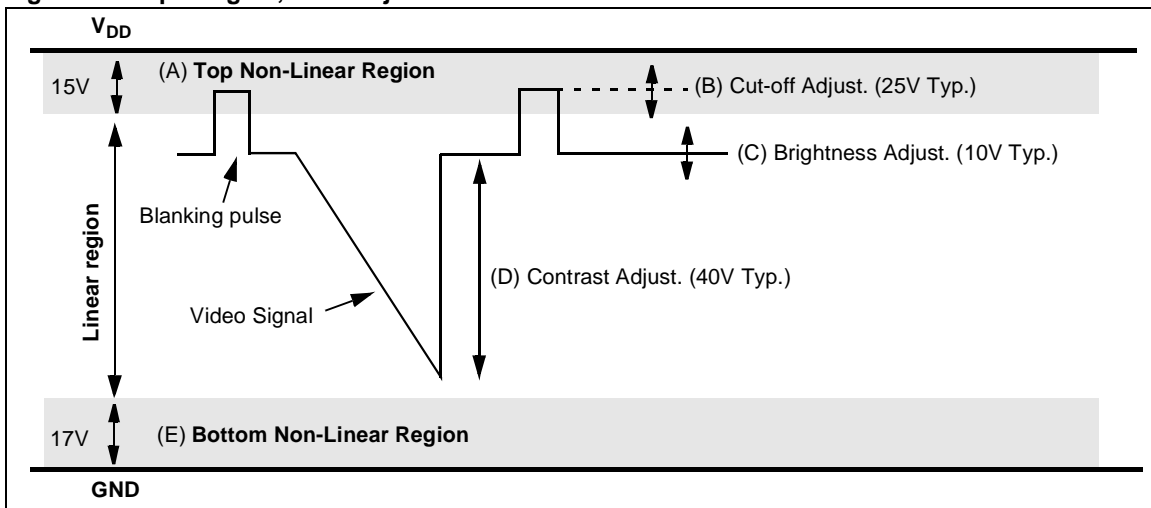 V_DD
15V
(A) Top Non-Linear Region
(B) Cut-off Adjust. (25V Typ.)
(C) Brightness Adjust. (10V Typ.)
Blanking pulse
Linear region
(D) Contrast Adjust. (40V Typ.)
Video Signal
17V
(E) Bottom Non-Linear Region
GND